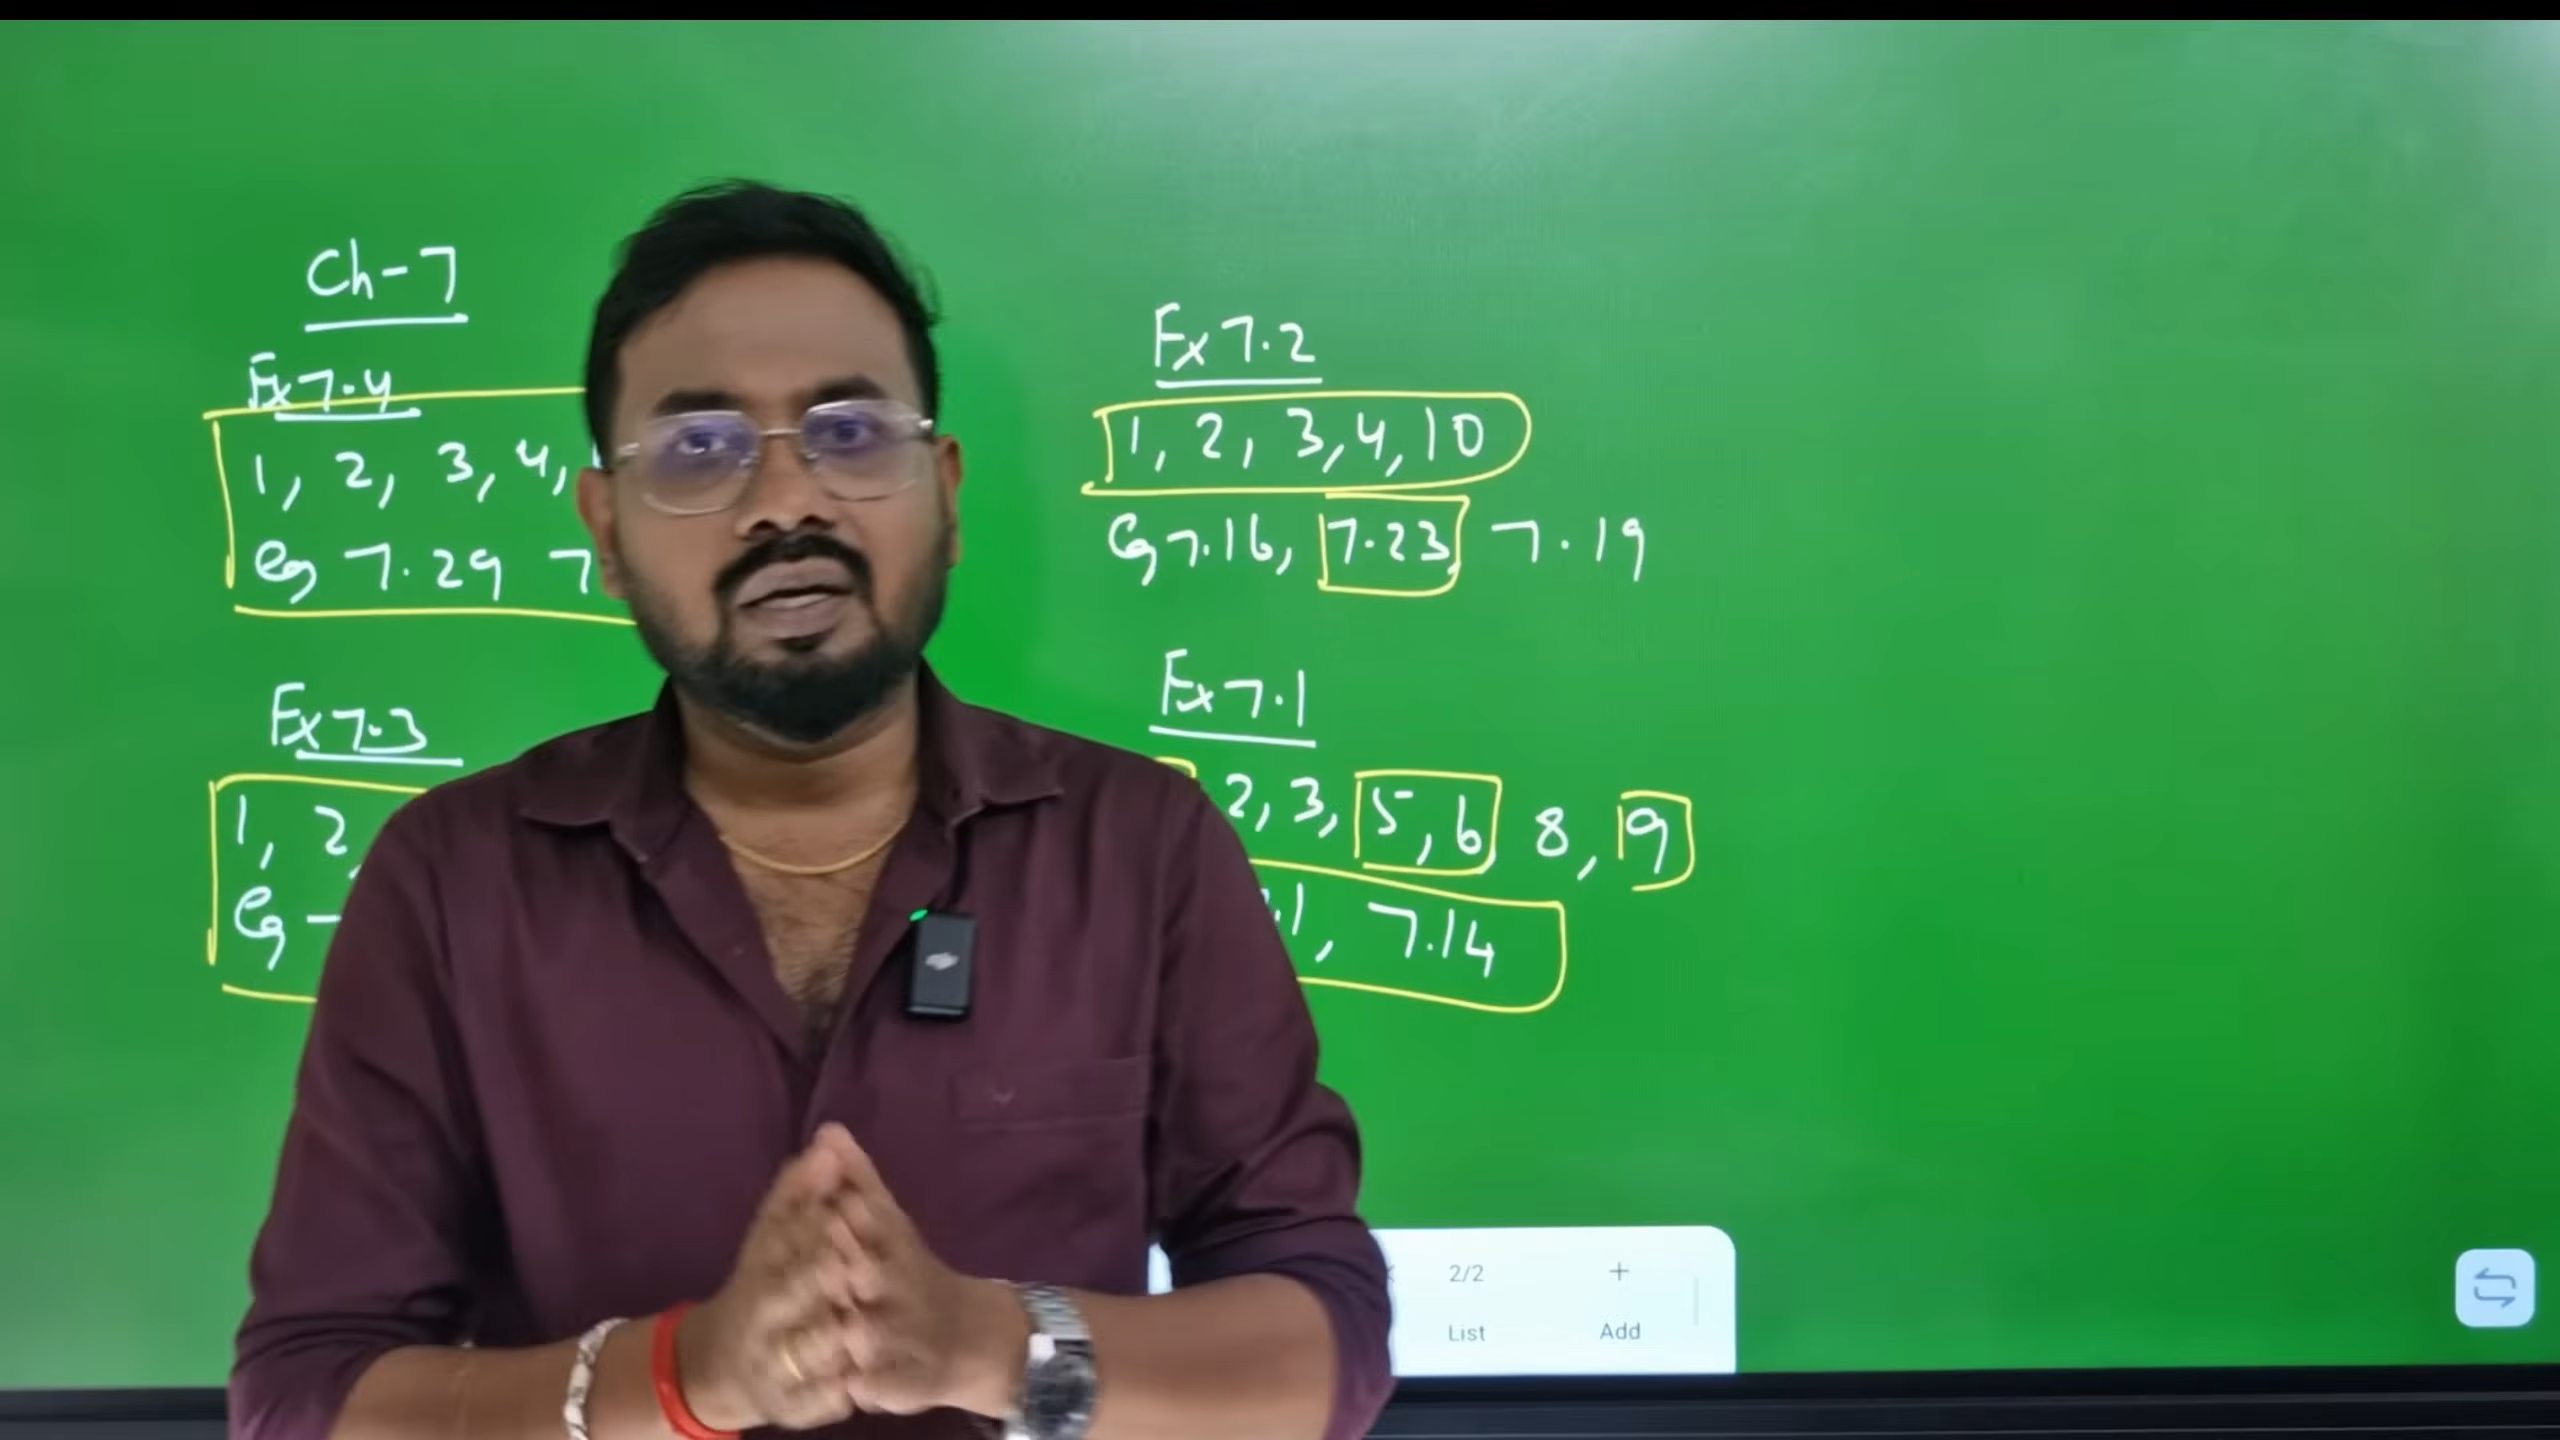 Ch-7
Ex 7.4
1, 2, 3, 4,
eg 7.29 7
Ex 7.3
1, 2,
eg -
Ex 7.2
1, 2, 3, 4, 10
eg 7.16, 7.23, 7.19
Ex 7.1
2, 3, 5, 6, 8, 9
.1, 7.14
2/2 +
List Add